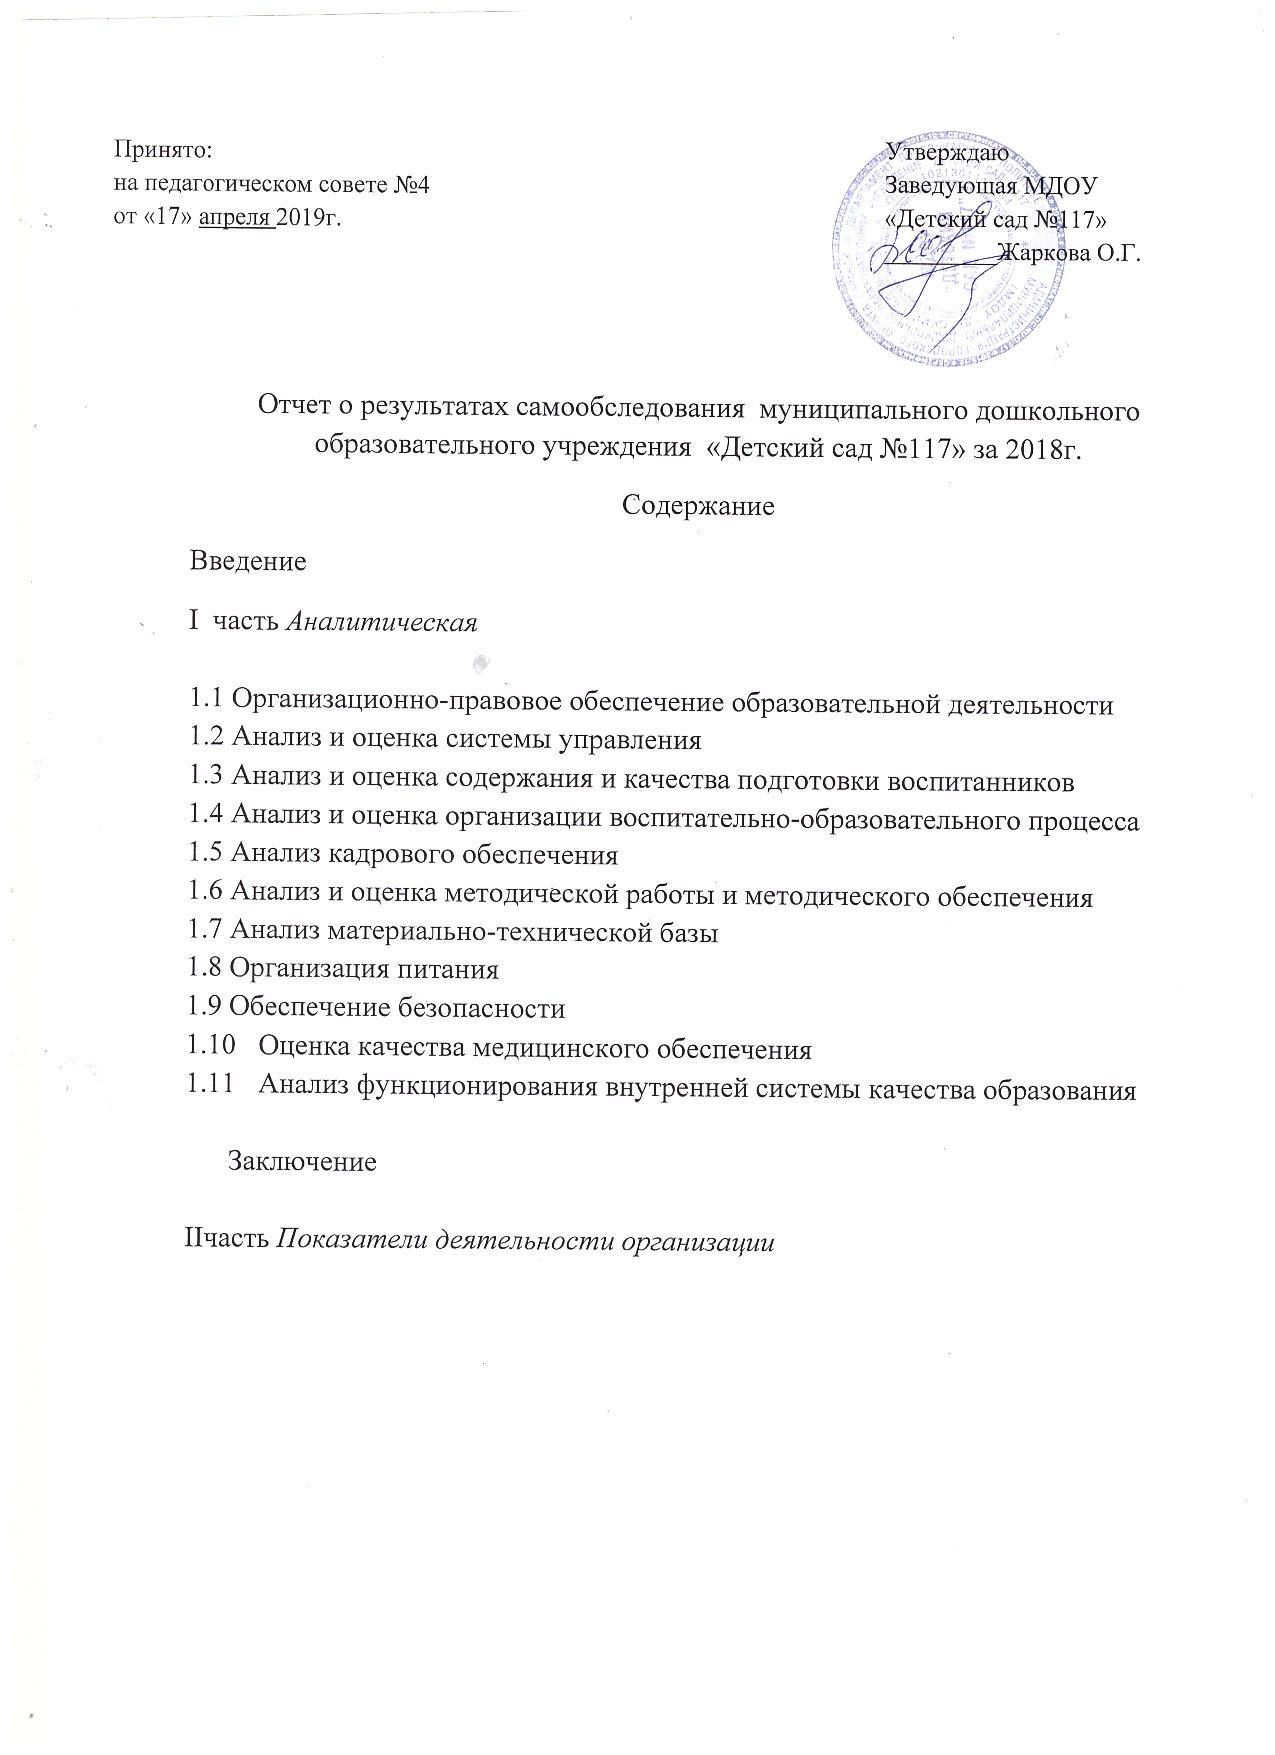 Принято:
на педагогическом совете №4
от «17» апреля 2019г.
Утверждаю
Заведующая МДОУ
«Детский сад №117»
Жаркова О.Г.
Отчет о результатах самообследования муниципального дошкольного
образовательного учреждения «Детский сад №117» за 2018г.
Содержание
Введение
I часть Аналитическая
1.1 Организационно-правовое обеспечение образовательной деятельности
1.2 Анализ и оценка системы управления
1.3 Анализ и оценка содержания и качества подготовки воспитанников
1.4 Анализ и оценка организации воспитательно-образовательного процесса
1.5 Анализ кадрового обеспечения
1.6 Анализ и оценка методической работы и методического обеспечения
1.7 Анализ материально-технической базы
1.8 Организация питания
1.9 Обеспечение безопасности
1.10 Оценка качества медицинского обеспечения
1.11 Анализ функционирования внутренней системы качества образования
Заключение
IIчасть Показатели деятельности организации